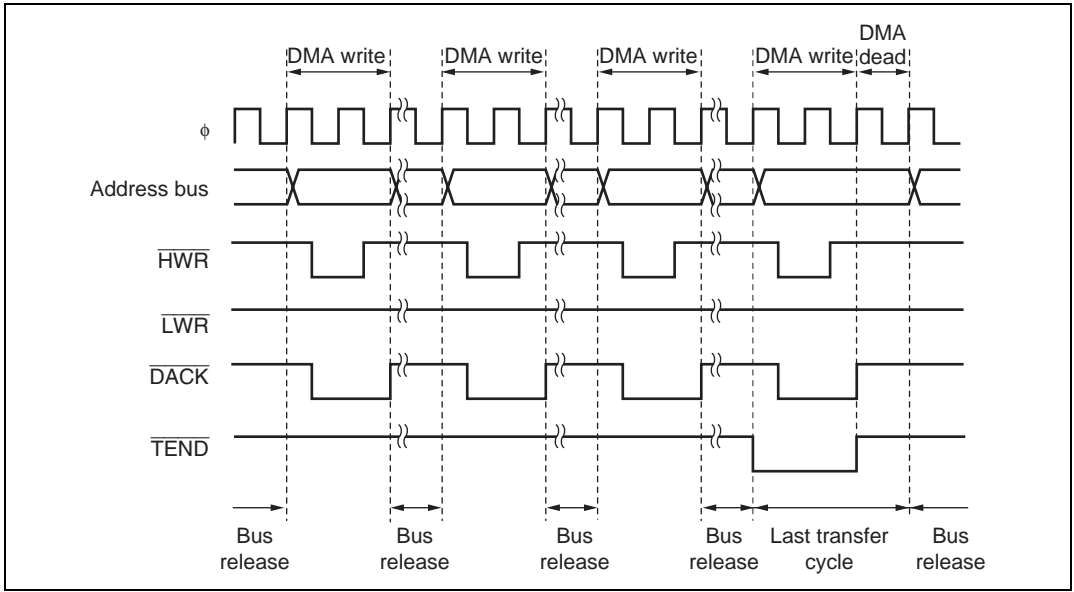 DMA
DMA write DMA write DMA write DMA write dead
ϕ
Address bus
HWR
LWR
DACK
TEND
Bus Bus Bus Bus Last transfer Bus
release release release release cycle release